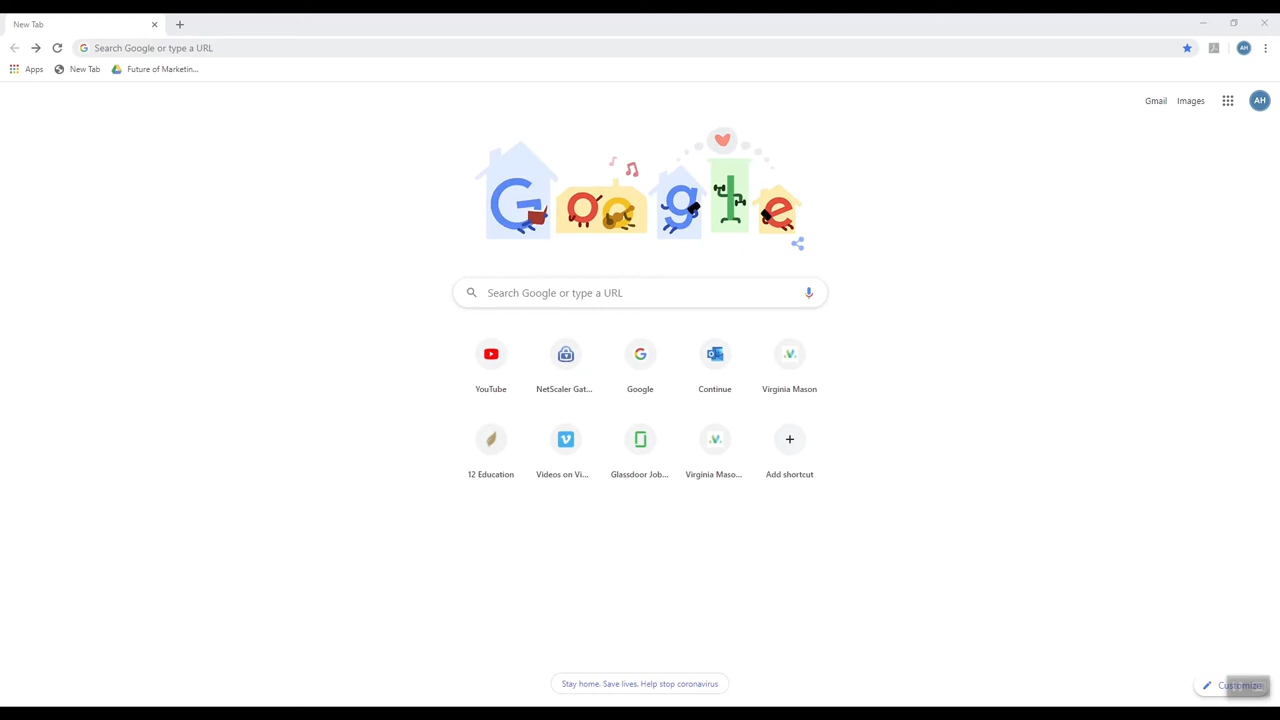 New Tab
Search Google or type a URL
AH
Apps
New Tab
Future of Marketin...
Gmail
Images
AH
Google
Search Google or type a URL
YouTube
NetScaler Gat...
Google
Continue
Virginia Mason
12 Education
Videos on Vi...
Glassdoor Job...
Virginia Maso...
Add shortcut
Stay home. Save lives. Help stop coronavirus
Customize